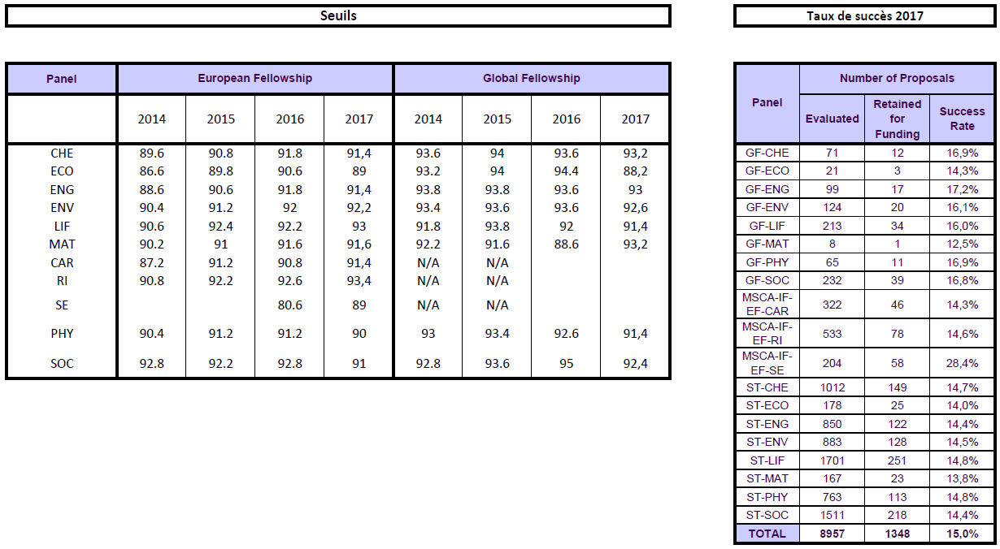 Seuils
Panel European Fellowship Global Fellowship
2014 2015 2016 2017 2014 2015 2016 2017
CHE 89.6 90.8 91.8 91,4 93.6 94 93.6 93,2
ECO 86.6 89.8 90.6 89 93.2 94 94.4 88,2
ENG 88.6 90.6 91.8 91,4 93.8 93.8 93.6 93
ENV 90.4 91.2 92 92,2 93.4 93.6 93.6 92,6
LIF 90.6 92.4 92.2 93 91.8 93.8 92 91,4
MAT 90.2 91 91.6 91,6 92.2 91.6 88.6 93,2
CAR 87.2 91.2 90.8 91,4 N/A N/A
RI 90.8 92.2 92.6 93,4 N/A N/A
SE 80.6 89 N/A N/A
PHY 90.4 91.2 91.2 90 93 93.4 92.6 91,4
SOC 92.8 92.2 92.8 91 92.8 93.6 95 92,4
Taux de succès 2017
Panel
Number of Proposals
Evaluated
Retained
for
Funding
Success
Rate
GF-CHE 71 12 16,9%
GF-ECO 21 3 14,3%
GF-ENG 99 17 17,2%
GF-ENV 124 20 16,1%
GF-LIF 213 34 16,0%
GF-MAT 8 1 12,5%
GF-PHY 65 11 16,9%
GF-SOC 232 39 16,8%
MSCA-IF-
EF-CAR 322 46 14,3%
MSCA-IF-
EF-RI 533 78 14,6%
MSCA-IF-
EF-SE 204 58 28,4%
ST-CHE 1012 149 14,7%
ST-ECO 178 25 14,0%
ST-ENG 850 122 14,4%
ST-ENV 883 128 14,5%
ST-LIF 1701 251 14,8%
ST-MAT 167 23 13,8%
ST-PHY 763 113 14,8%
ST-SOC 1511 218 14,4%
TOTAL 8957 1348 15,0%